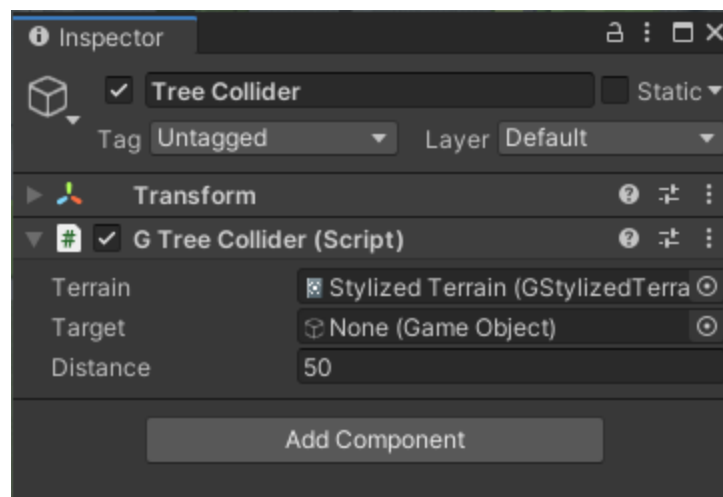 Inspector
Tree Collider
Static
Tag Untagged Layer Default
Transform
# G Tree Collider (Script)
Terrain Stylized Terrain (GStylizedTerra
Target None (Game Object)
Distance 50
Add Component